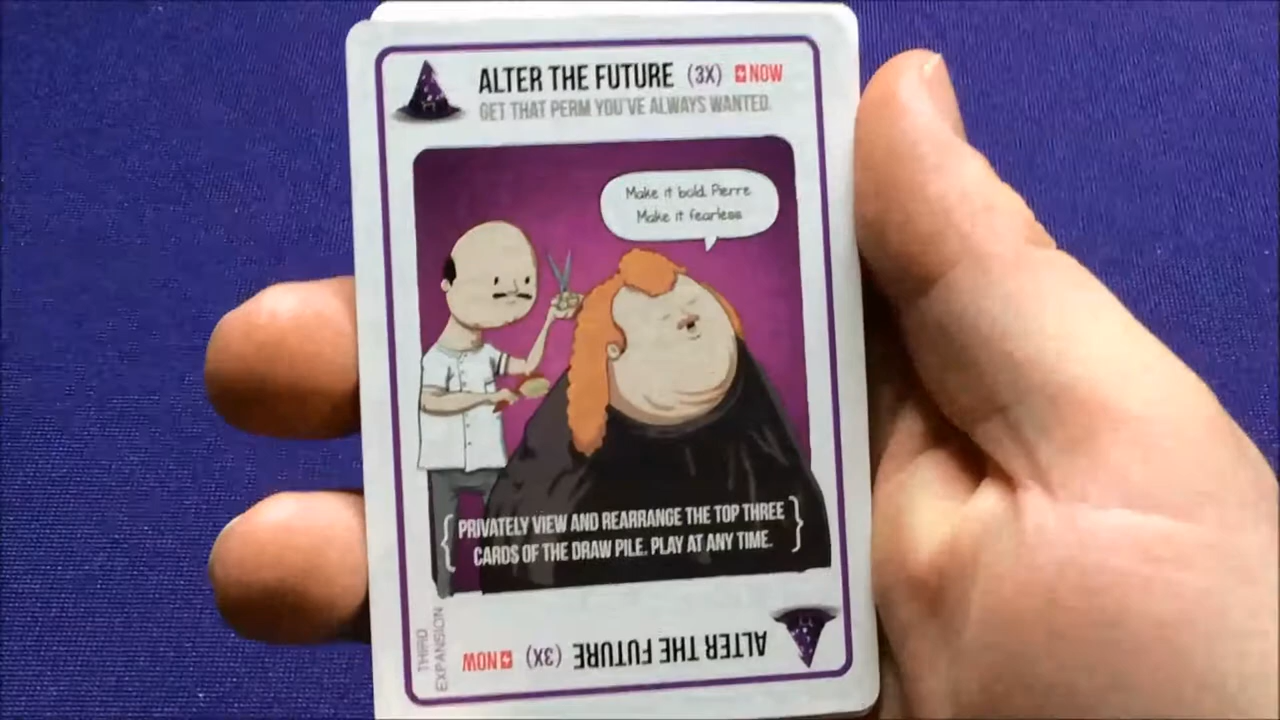 ALTER THE FUTURE (3X) NOW
GET THAT PERM YOU'VE ALWAYS WANTED.
Make it bold, Pierre
Make it fearless
{PRIVATELY VIEW AND REARRANGE THE TOP THREE
CARDS OF THE DRAW PILE. PLAY AT ANY TIME.}
THIRD
EXPANSION
ALTER THE FUTURE (3X) NOW